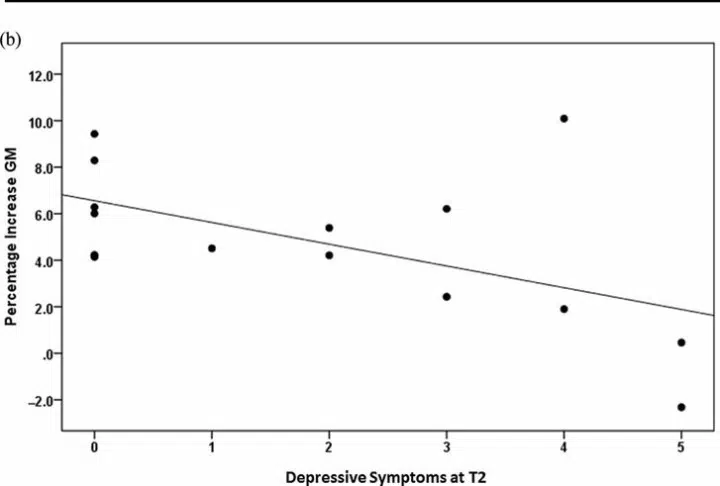 (b)
Percentage Increase GM
12.0
10.0
8.0
6.0
4.0
2.0
.0
–2.0
0 1 2 3 4 5
Depressive Symptoms at T2